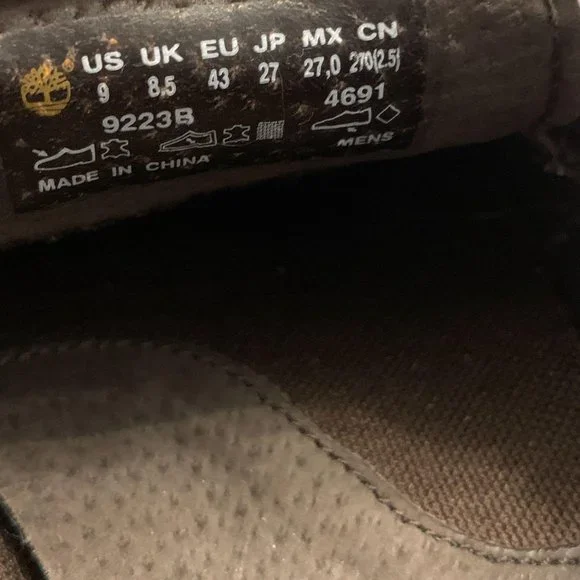 US UK EU JP MX CN
9 8.5 43 27 27,0 270(2.5)
9223B 4691
MENS
MADE IN CHINA